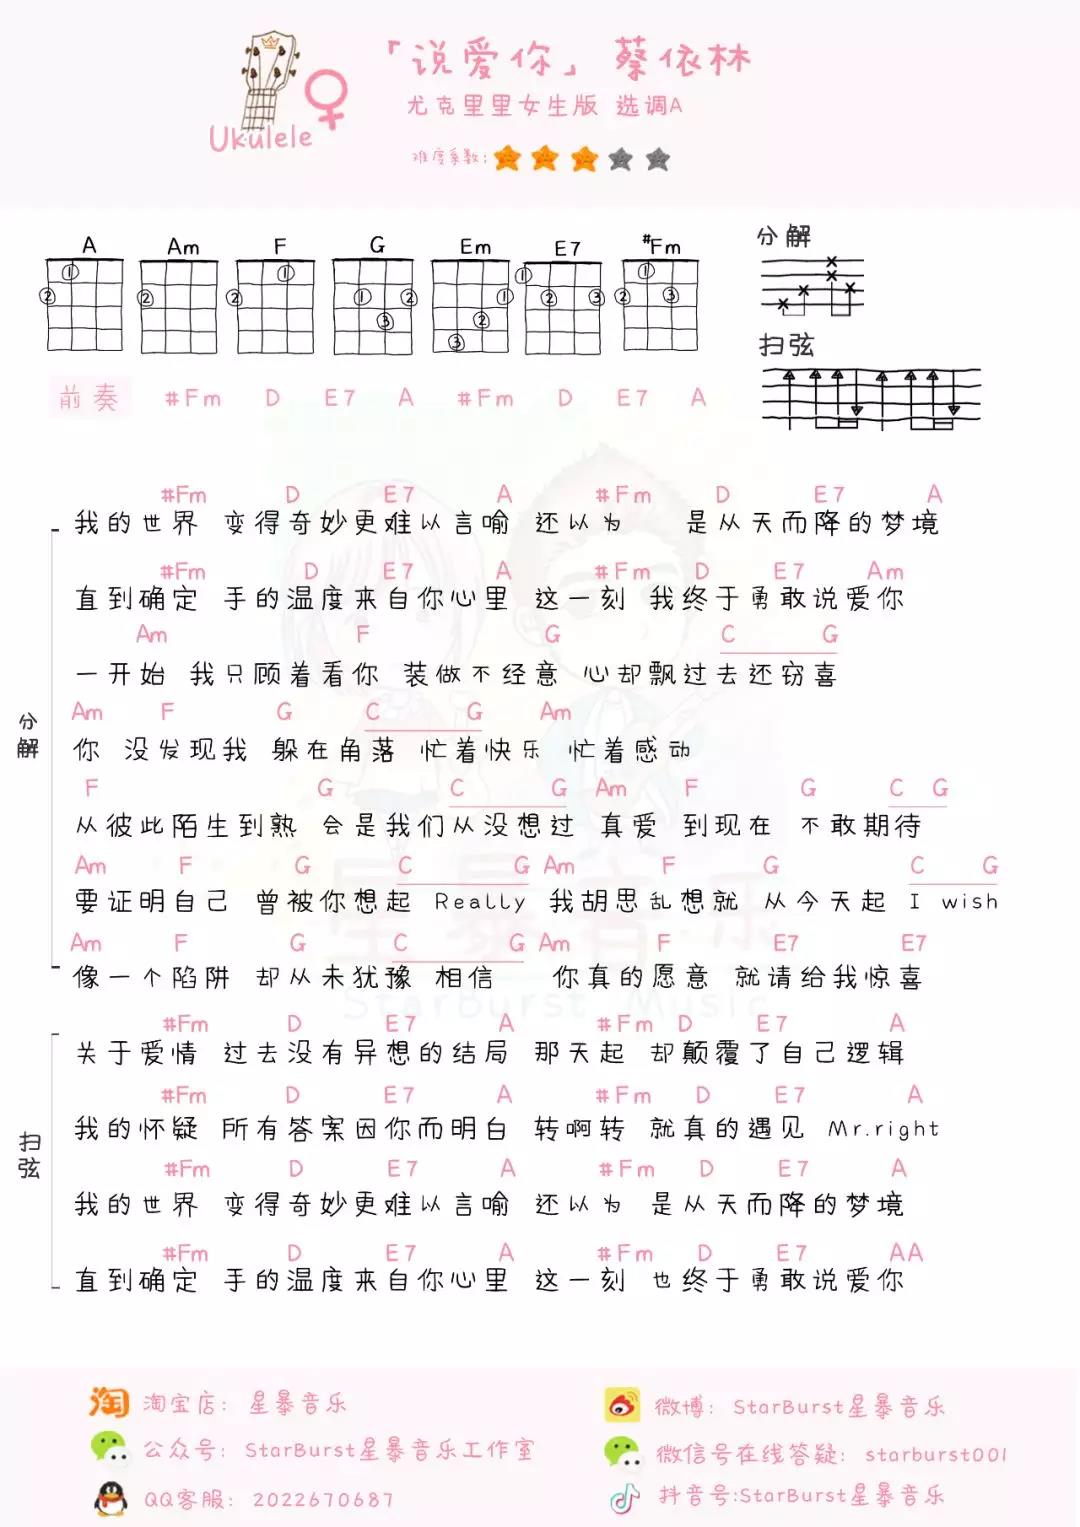 「说爱你」蔡依林
尤克里里女生版 选调A
Ukulele
难度系数:
A Am F G Em E7 #Fm
分解
扫弦
前奏 #Fm D E7 A #Fm D E7 A
#Fm D E7 A #Fm D E7 A
我的世界 变得奇妙更难以言喻 还以为 是从天而降的梦境
#Fm D E7 A #Fm D E7 Am
直到确定 手的温度来自你心里 这一刻 我终于勇敢说爱你
Am F G C G
一开始 我只顾着看你 装做不经意 心却飘过去还窃喜
Am F G C G Am
你 没发现我 躲在角落 忙着快乐 忙着感动
F G C G Am F G C G
从彼此陌生到熟 会是我们从没想过 真爱 到现在 不敢期待
Am F G C G Am F G C G
要证明自己 曾被你想起 Really 我胡思乱想就 从今天起 I wish
Am F G C G Am F E7 E7
像一个陷阱 却从未犹豫 相信 你真的愿意 就请给我惊喜
分解
#Fm D E7 A #Fm D E7 A
关于爱情 过去没有异想的结局 那天起 却颠覆了自己逻辑
#Fm D E7 A #Fm D E7 A
我的怀疑 所有答案因你而明白 转啊转 就真的遇见 Mr.right
#Fm D E7 A #Fm D E7 A
我的世界 变得奇妙更难以言喻 还以为 是从天而降的梦境
#Fm D E7 A #Fm D E7 AA
直到确定 手的温度来自你心里 这一刻 也终于勇敢说爱你
扫弦
星暴音乐
StarBurst Music
淘 淘宝店: 星暴音乐
微博: StarBurst星暴音乐
公众号: StarBurst星暴音乐工作室
微信号在线答疑: starburst001
QQ客服: 2022670687
抖音号:StarBurst星暴音乐